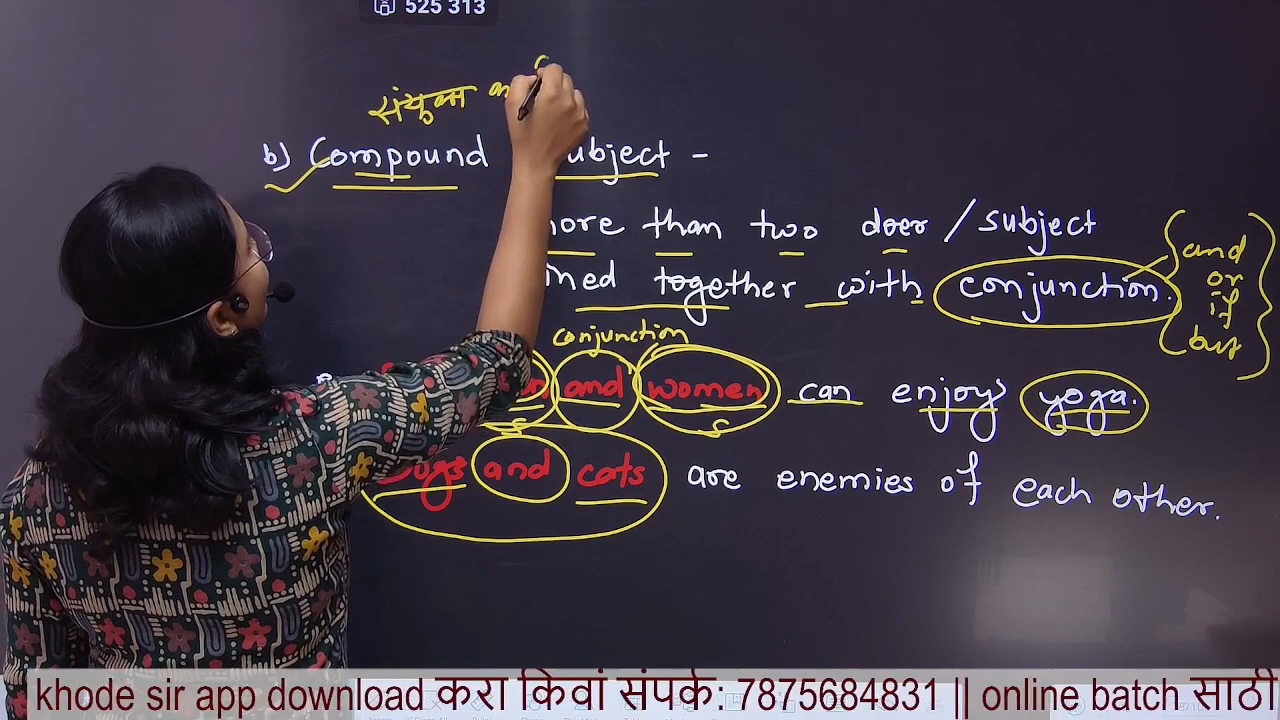 525 313
संयुक्त
b) Compound subject -
more than two doer / subject
ined together with conjunction.
and
or
if
but
conjunction
and women can enjoy yoga.
s s
Dogs and cats are enemies of each other.
khode sir app download करा किंवा संपर्क: 7875684831 || online batch साठी